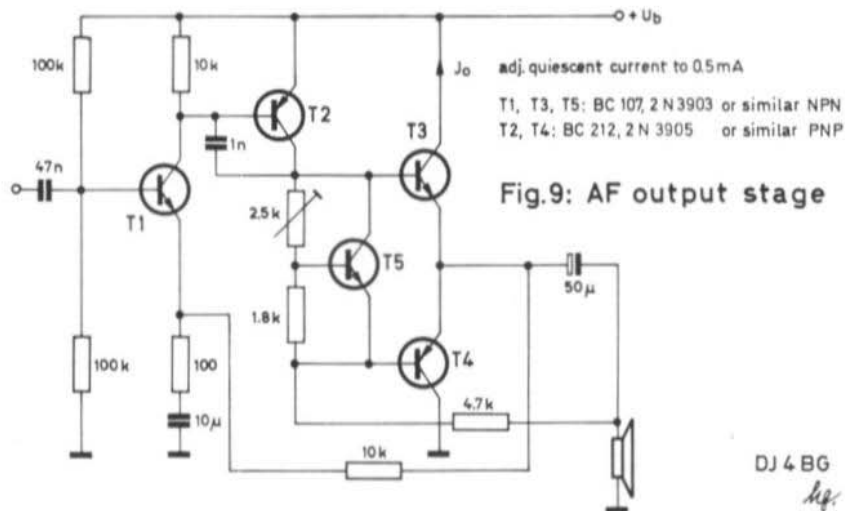 + Ub
100k
10k
J₀
adj. quiescent current to 0.5mA
T2
T1, T3, T5: BC 107, 2 N3903 or similar NPN
T2, T4: BC 212, 2 N 3905 or similar PNP
T3
1n
47n
Fig.9: AF output stage
T1
2.5k
T5
50µ
1.8k
100k
100
T4
4.7k
10µ
10k
DJ 4 BG